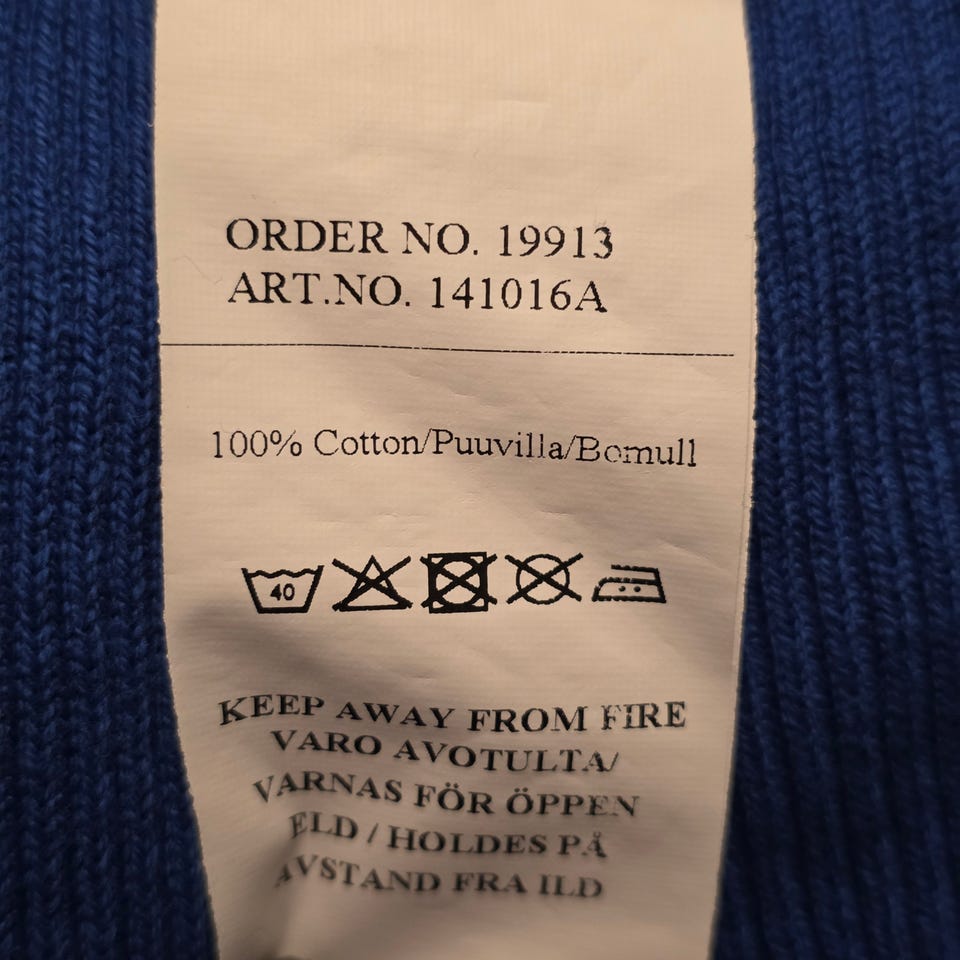 ORDER NO. 19913
ART.NO. 141016A
100% Cotton/Puuvilla/Bomull
40
KEEP AWAY FROM FIRE
VARO AVOTULTA/
VARNAS FÖR ÖPPEN
ELD / HOLDES PÅ
AVSTAND FRA ILD